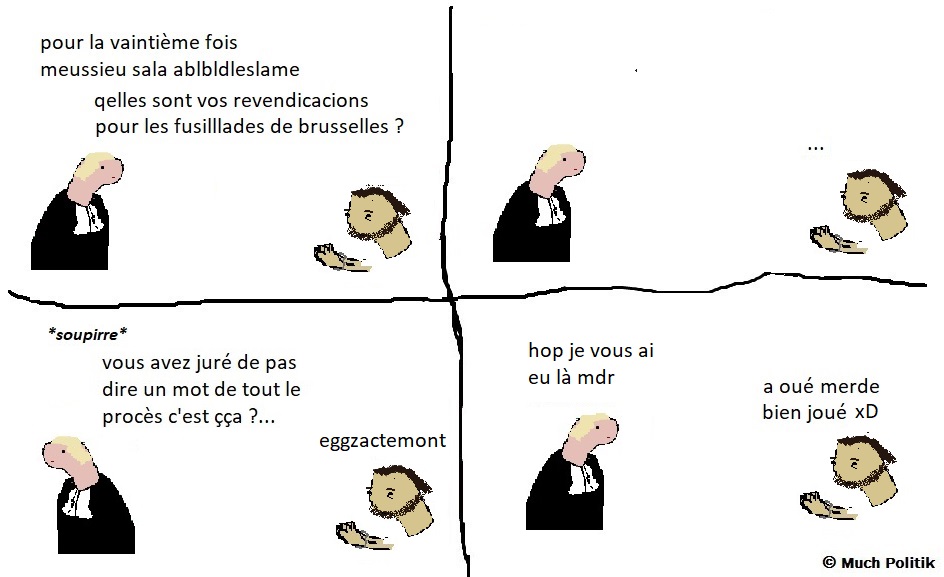 pour la vaintième fois
meussieu sala ablbldleslame
qelles sont vos revendicacions
pour les fusilllades de brusselles ?
...
*soupirre*
vous avez juré de pas
dire un mot de tout le
procès c'est çça ?...
eggzactemont
hop je vous ai
eu là mdr
a oué merde
bien joué xD
© Much Politik